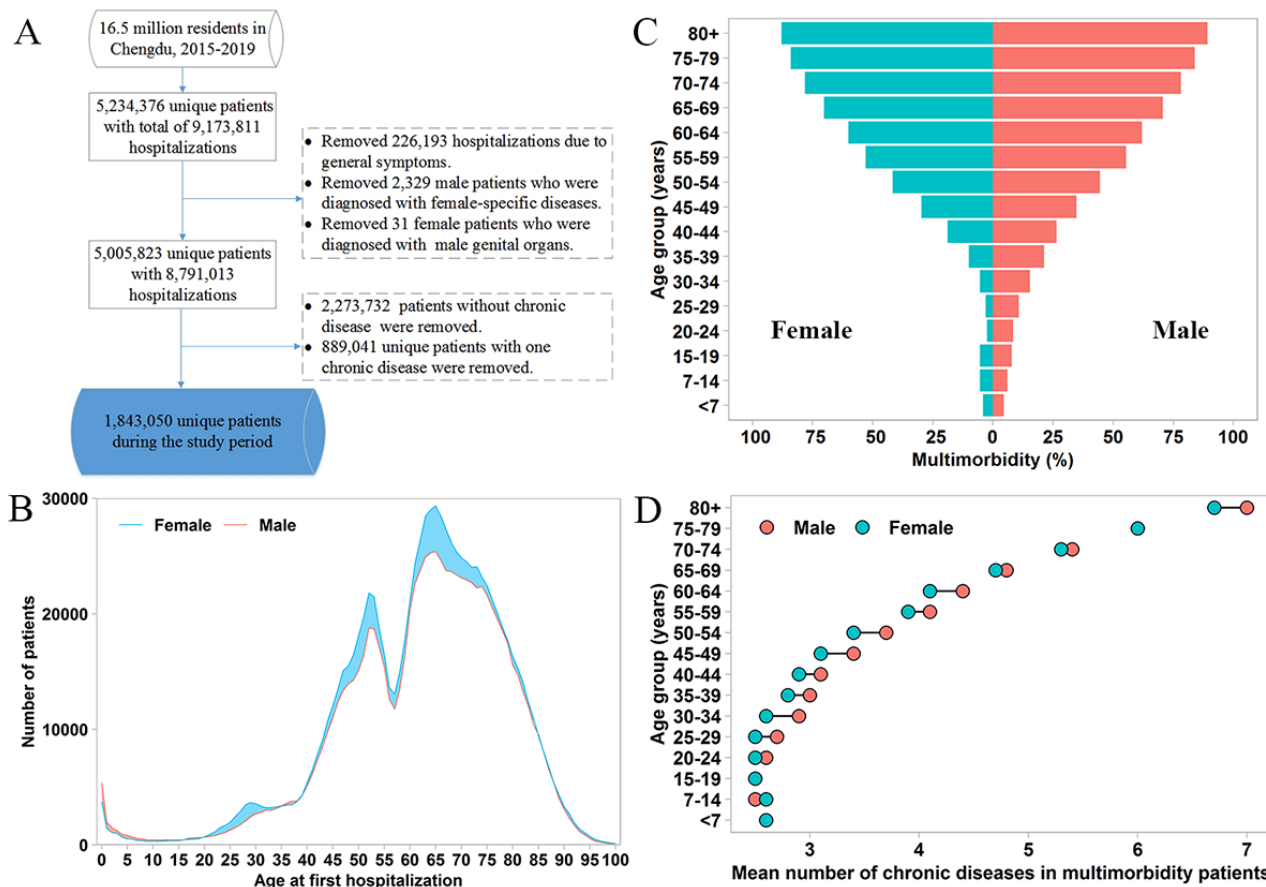 A
16.5 million residents in
Chengdu, 2015-2019
5,234,376 unique patients
with total of 9,173,811
hospitalizations
● Removed 226,193 hospitalizations due to
general symptoms.
● Removed 2,329 male patients who were
diagnosed with female-specific diseases.
● Removed 31 female patients who were
diagnosed with male genital organs.
5,005,823 unique patients
with 8,791,013
hospitalizations
● 2,273,732 patients without chronic
disease were removed.
● 889,041 unique patients with one
chronic disease were removed.
1,843,050 unique patients
during the study period
B
Number of patients
30000
20000
10000
0
Female Male
0 5 10 15 20 25 30 35 40 45 50 55 60 65 70 75 80 85 90 95 100
Age at first hospitalization
C
Age group (years)
80+
75-79
70-74
65-69
60-64
55-59
50-54
45-49
40-44
35-39
30-34
25-29
20-24
15-19
7-14
<7
Female Male
100 75 50 25 0 25 50 75 100
Multimorbidity (%)
D
Age group (years)
80+
75-79
70-74
65-69
60-64
55-59
50-54
45-49
40-44
35-39
30-34
25-29
20-24
15-19
7-14
<7
Male Female
3 4 5 6 7
Mean number of chronic diseases in multimorbidity patients